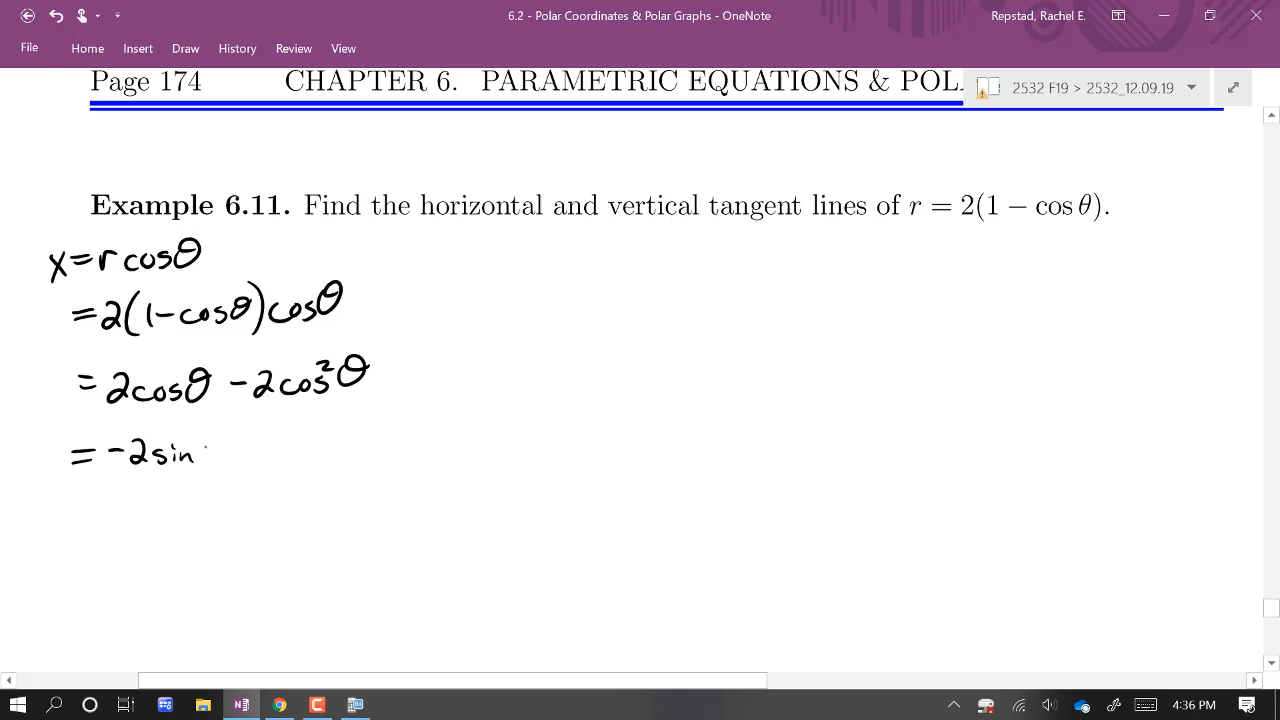 6.2 - Polar Coordinates & Polar Graphs - OneNote
Repstad, Rachel E.
File Home Insert Draw History Review View
Page 174 CHAPTER 6. PARAMETRIC EQUATIONS & POL
2532 F19 > 2532_12.09.19
Example 6.11. Find the horizontal and vertical tangent lines of r = 2(1 − cos θ).
x = r cosθ
= 2(1-cosθ)cosθ
= 2cosθ - 2cos²θ
= -2sin
4:36 PM